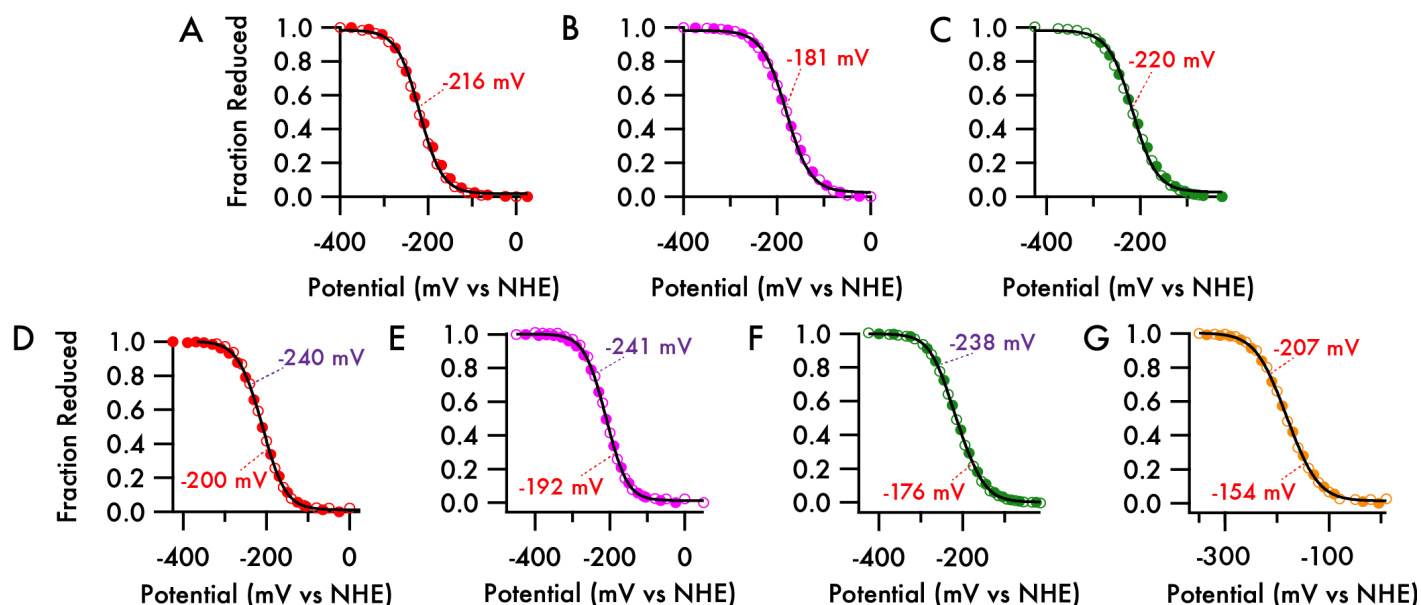 A
B
C
Fraction Reduced
1.0
0.8
0.6
0.4
0.2
0.0
-216 mV
-400
-200
0
Potential (mV vs NHE)
1.0
0.8
0.6
0.4
0.2
0.0
-181 mV
-400
-200
0
Potential (mV vs NHE)
1.0
0.8
0.6
0.4
0.2
0.0
-220 mV
-400
-200
Potential (mV vs NHE)
D
E
F
G
Fraction Reduced
1.0
0.8
0.6
0.4
0.2
0.0
-240 mV
-200 mV
-400
-200
0
Potential (mV vs NHE)
1.0
0.8
0.6
0.4
0.2
0.0
-241 mV
-192 mV
-400
-200
0
Potential (mV vs NHE)
1.0
0.8
0.6
0.4
0.2
0.0
-238 mV
-176 mV
-400
-200
Potential (mV vs NHE)
1.0
0.8
0.6
0.4
0.2
0.0
-207 mV
-154 mV
-300
-100
Potential (mV vs NHE)